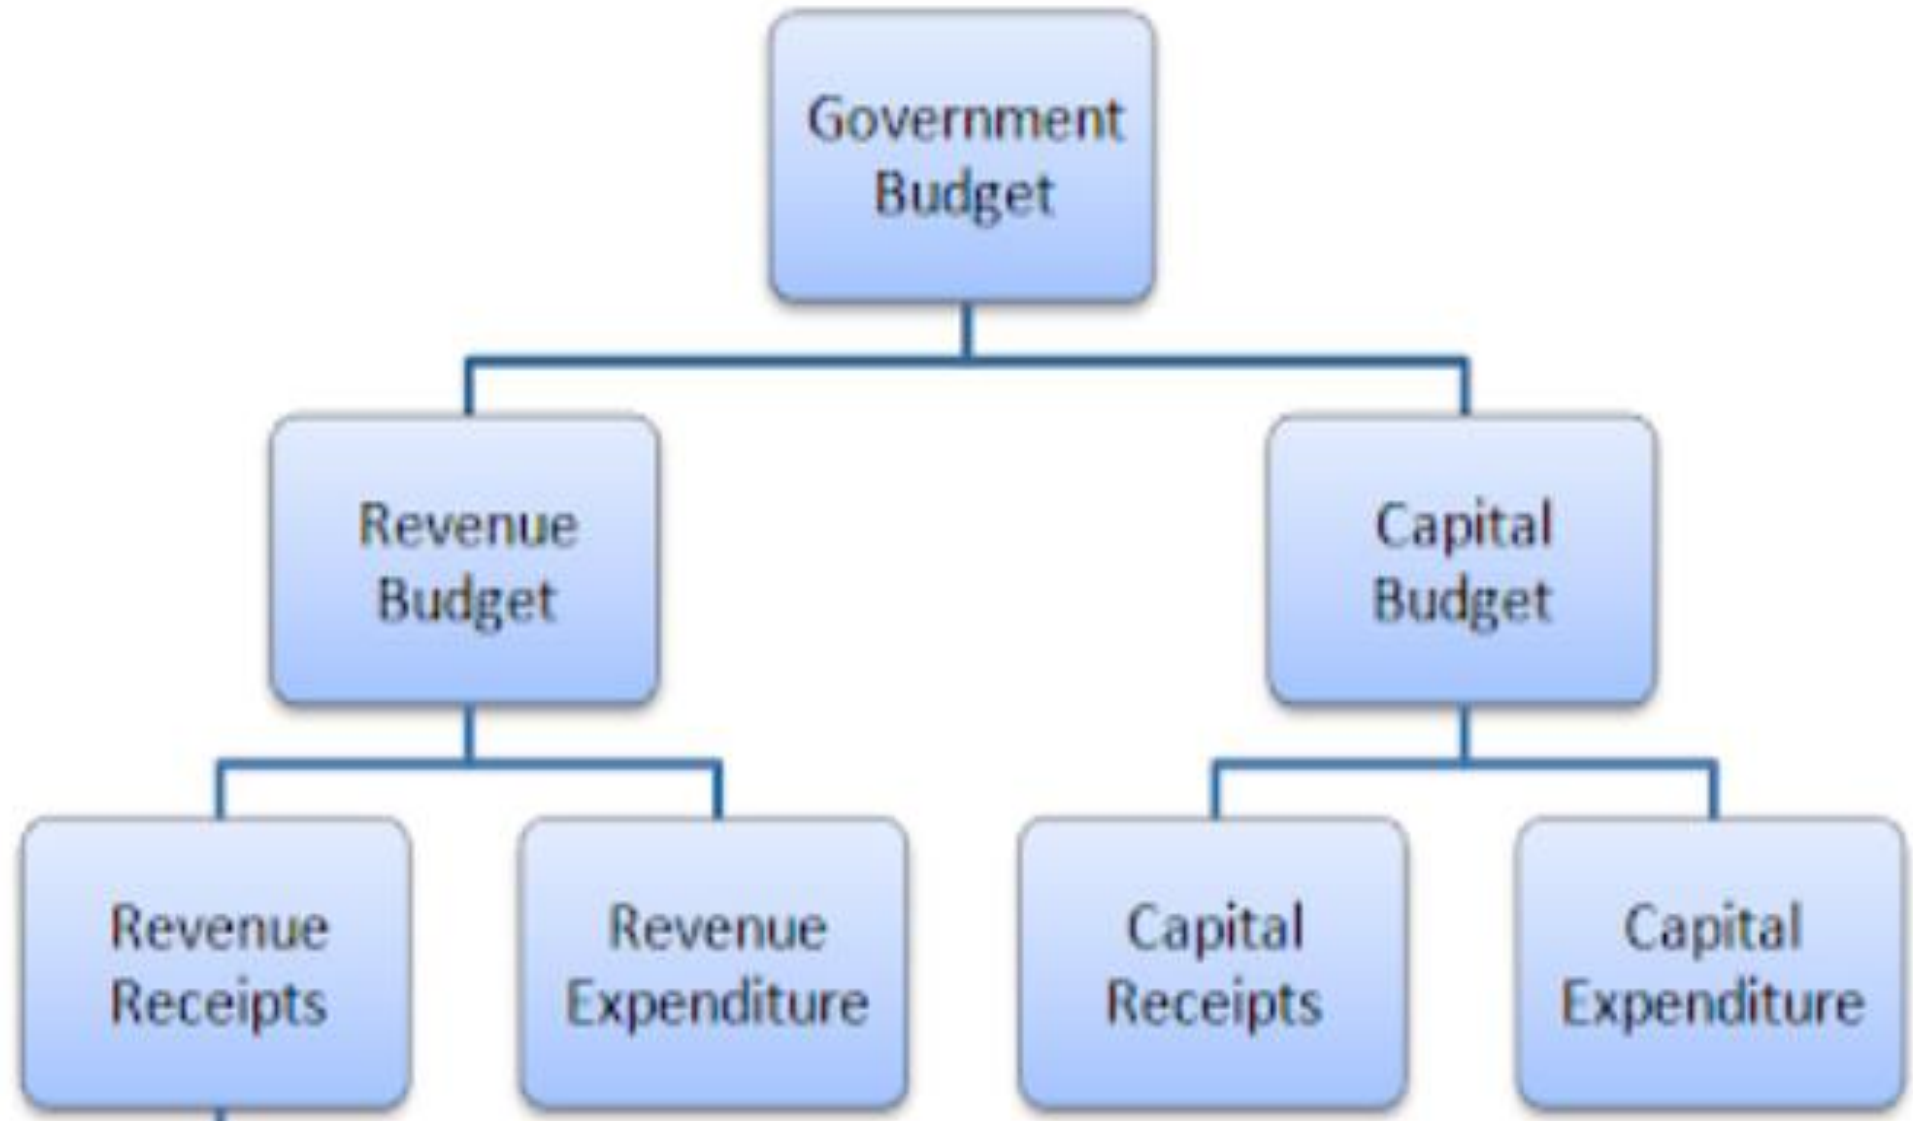 Government
Budget
Revenue
Budget
Capital
Budget
Revenue
Receipts
Revenue
Expenditure
Capital
Receipts
Capital
Expenditure